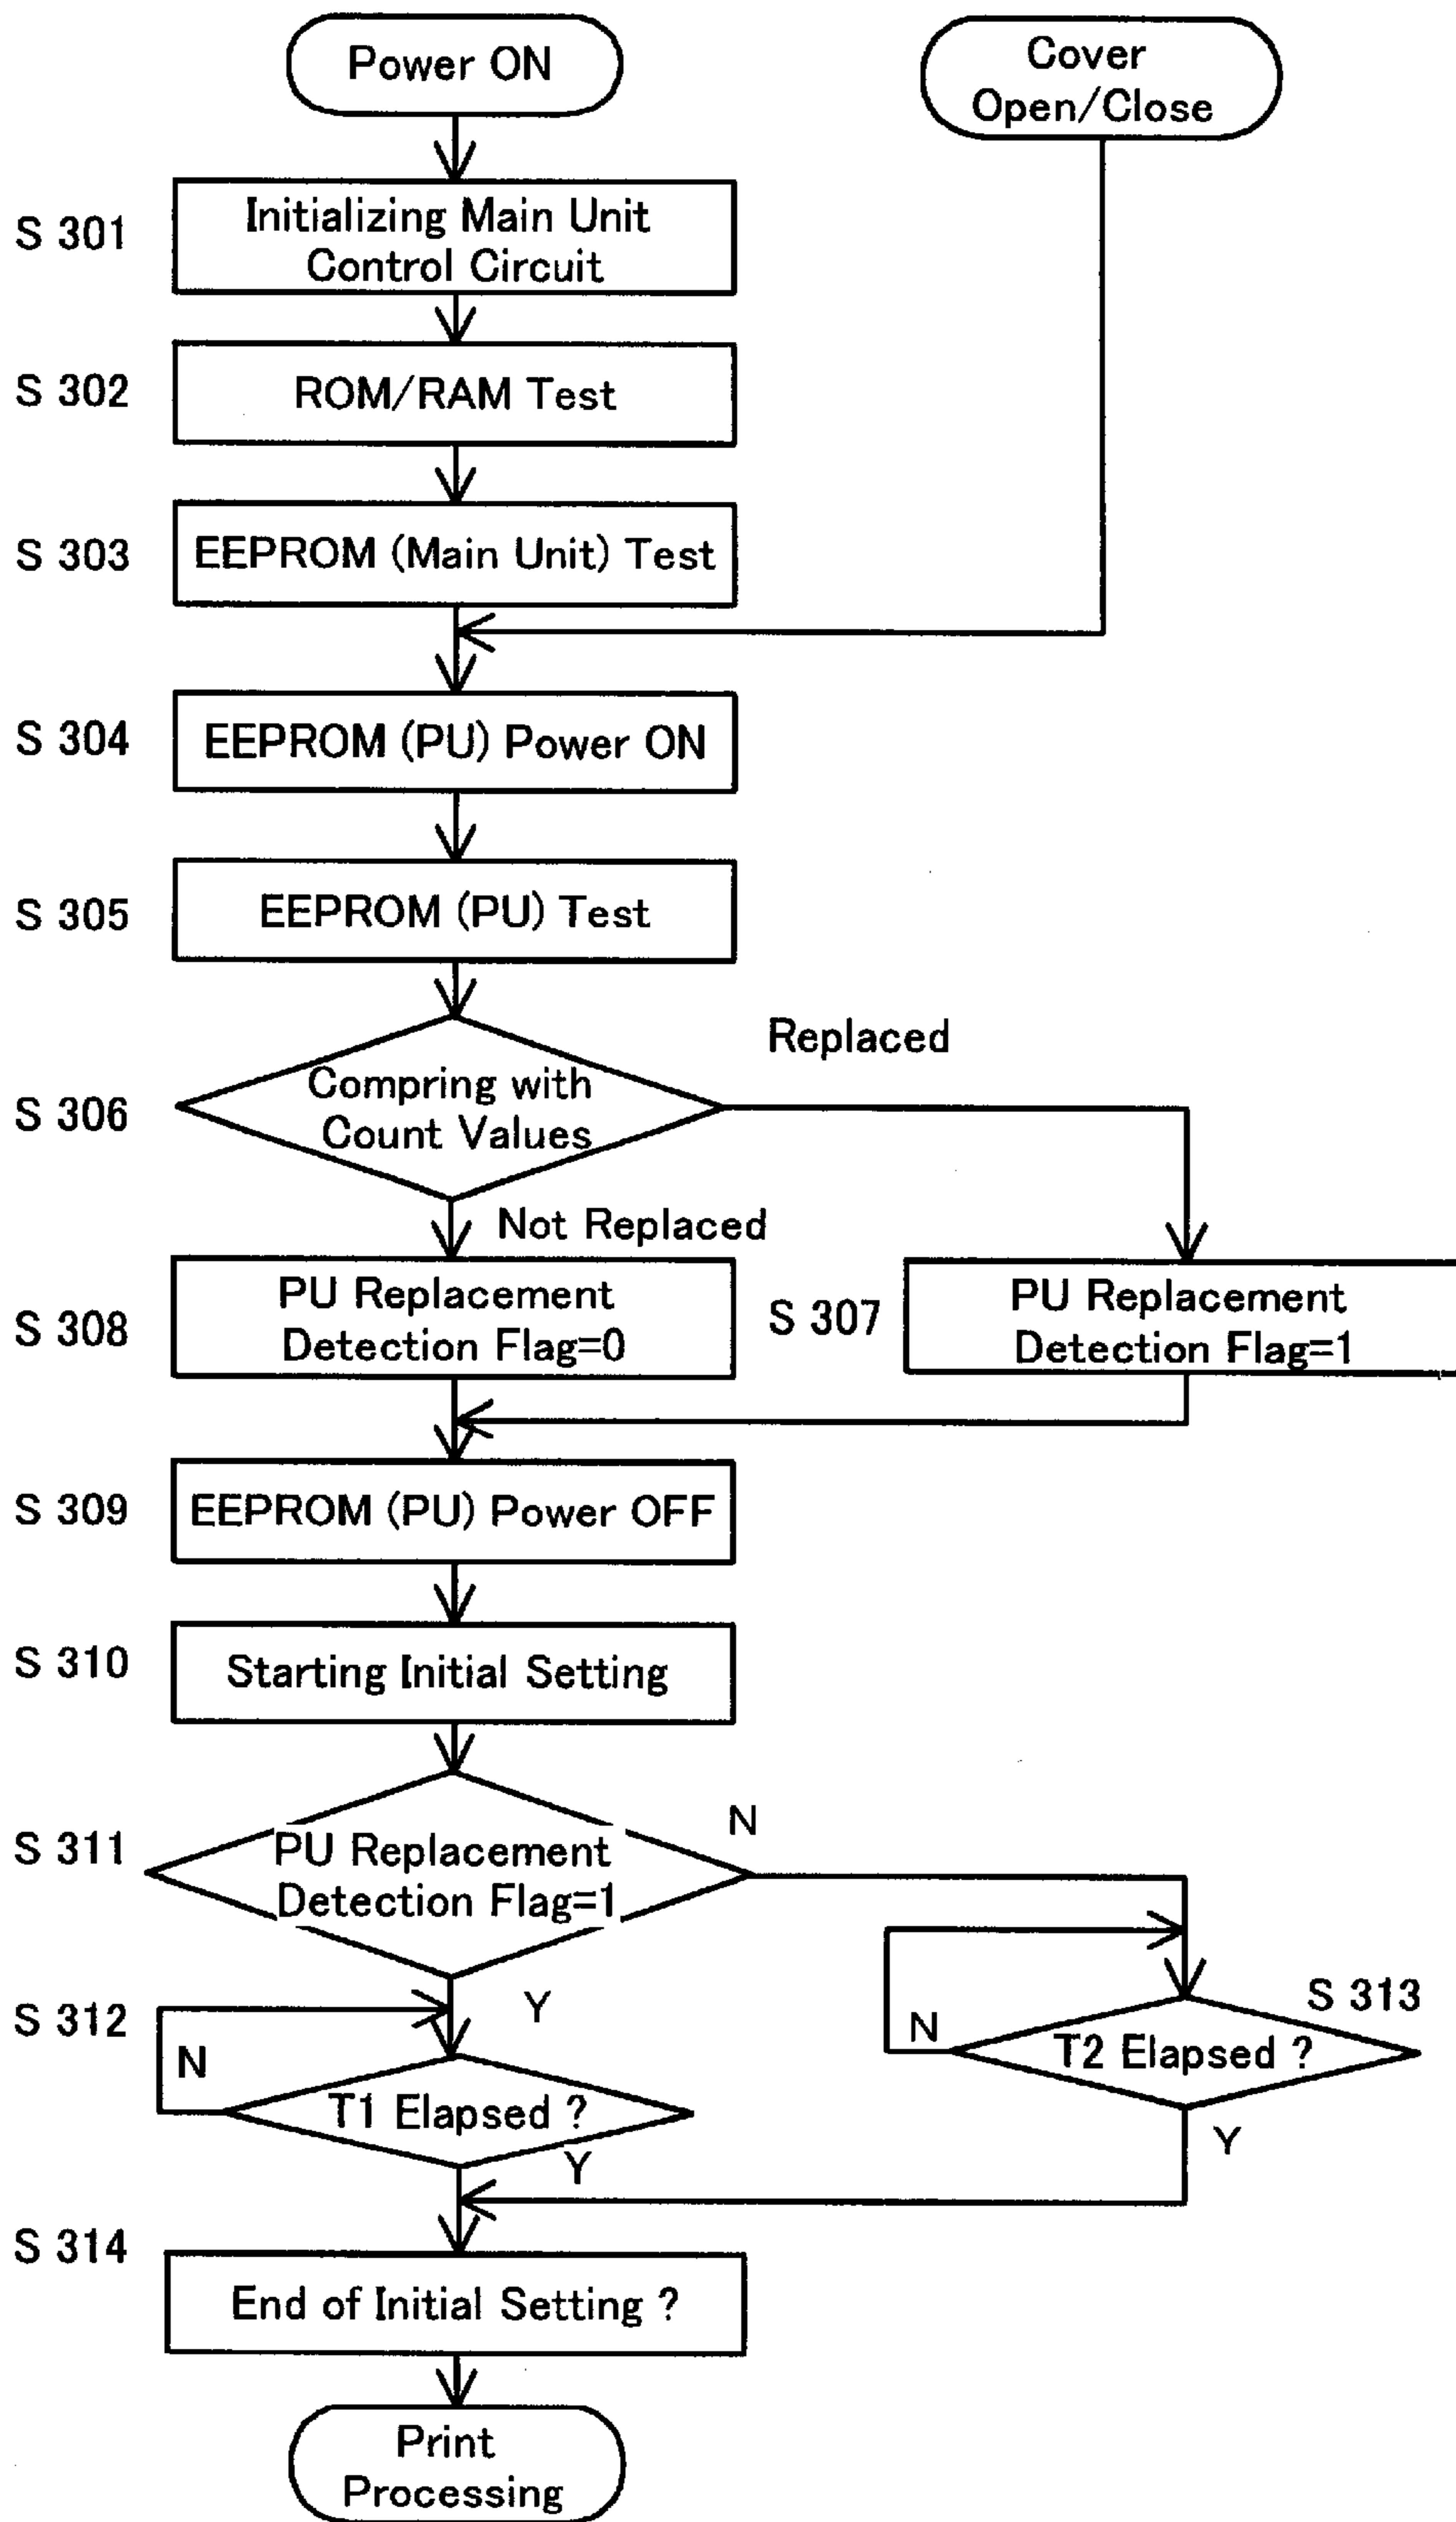 Power ON
Cover
Open/Close
S 301
Initializing Main Unit
Control Circuit
S 302
ROM/RAM Test
S 303
EEPROM (Main Unit) Test
S 304
EEPROM (PU) Power ON
S 305
EEPROM (PU) Test
Replaced
S 306
Compring with
Count Values
Not Replaced
S 308
PU Replacement
Detection Flag=0
S 307
PU Replacement
Detection Flag=1
S 309
EEPROM (PU) Power OFF
S 310
Starting Initial Setting
S 311
PU Replacement
Detection Flag=1
N
Y
S 312
N
T1 Elapsed ?
Y
S 313
N
T2 Elapsed ?
Y
S 314
End of Initial Setting ?
Print
Processing